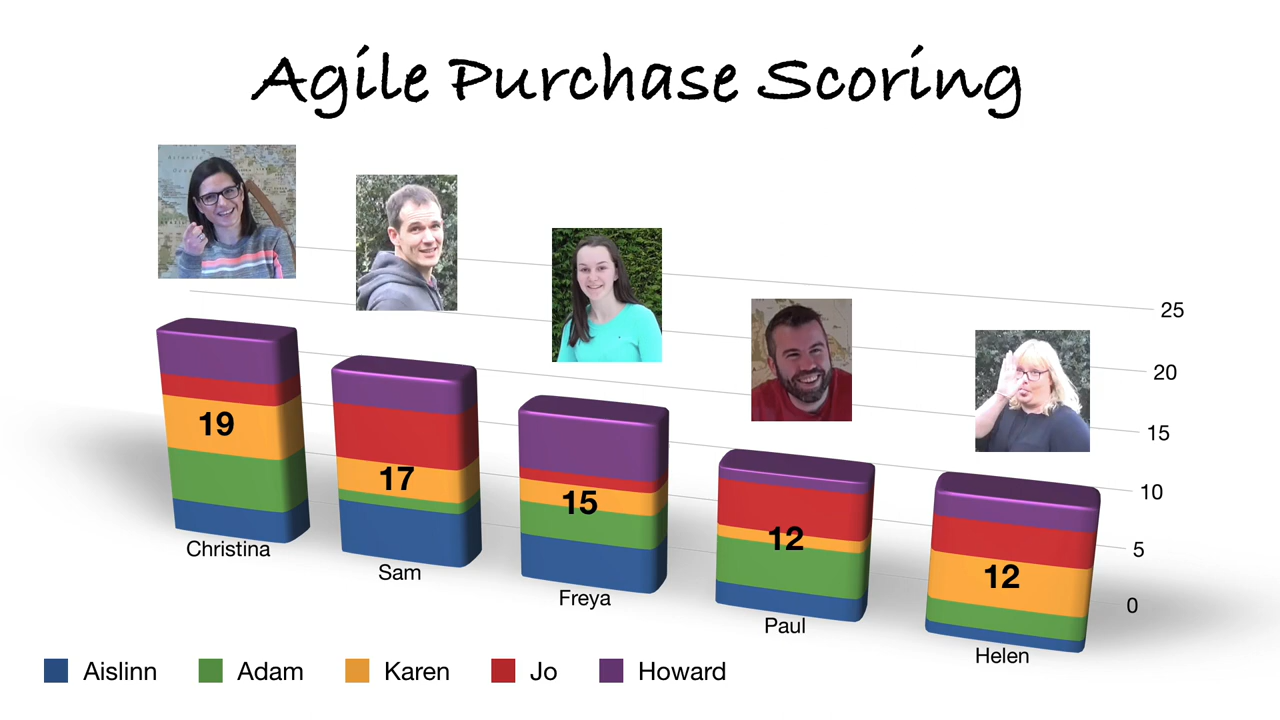 Agile Purchase Scoring
25
20
15
10
5
0
19
17
15
12
12
Christina
Sam
Freya
Paul
Helen
Aislinn Adam Karen Jo Howard